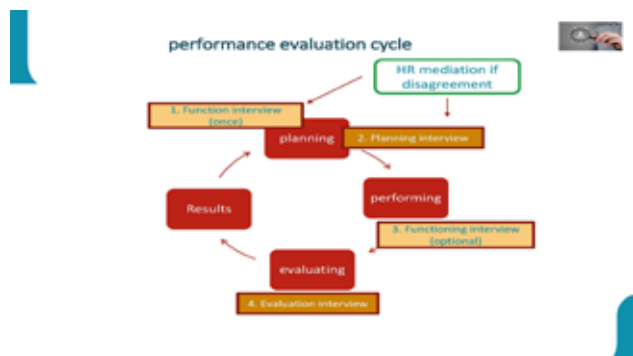 performance evaluation cycle
HR mediation if
disagreement
1. Function interview
(once)
planning
2. Planning interview
performing
Results
3. Functioning interview
(optional)
evaluating
4. Evaluation interview